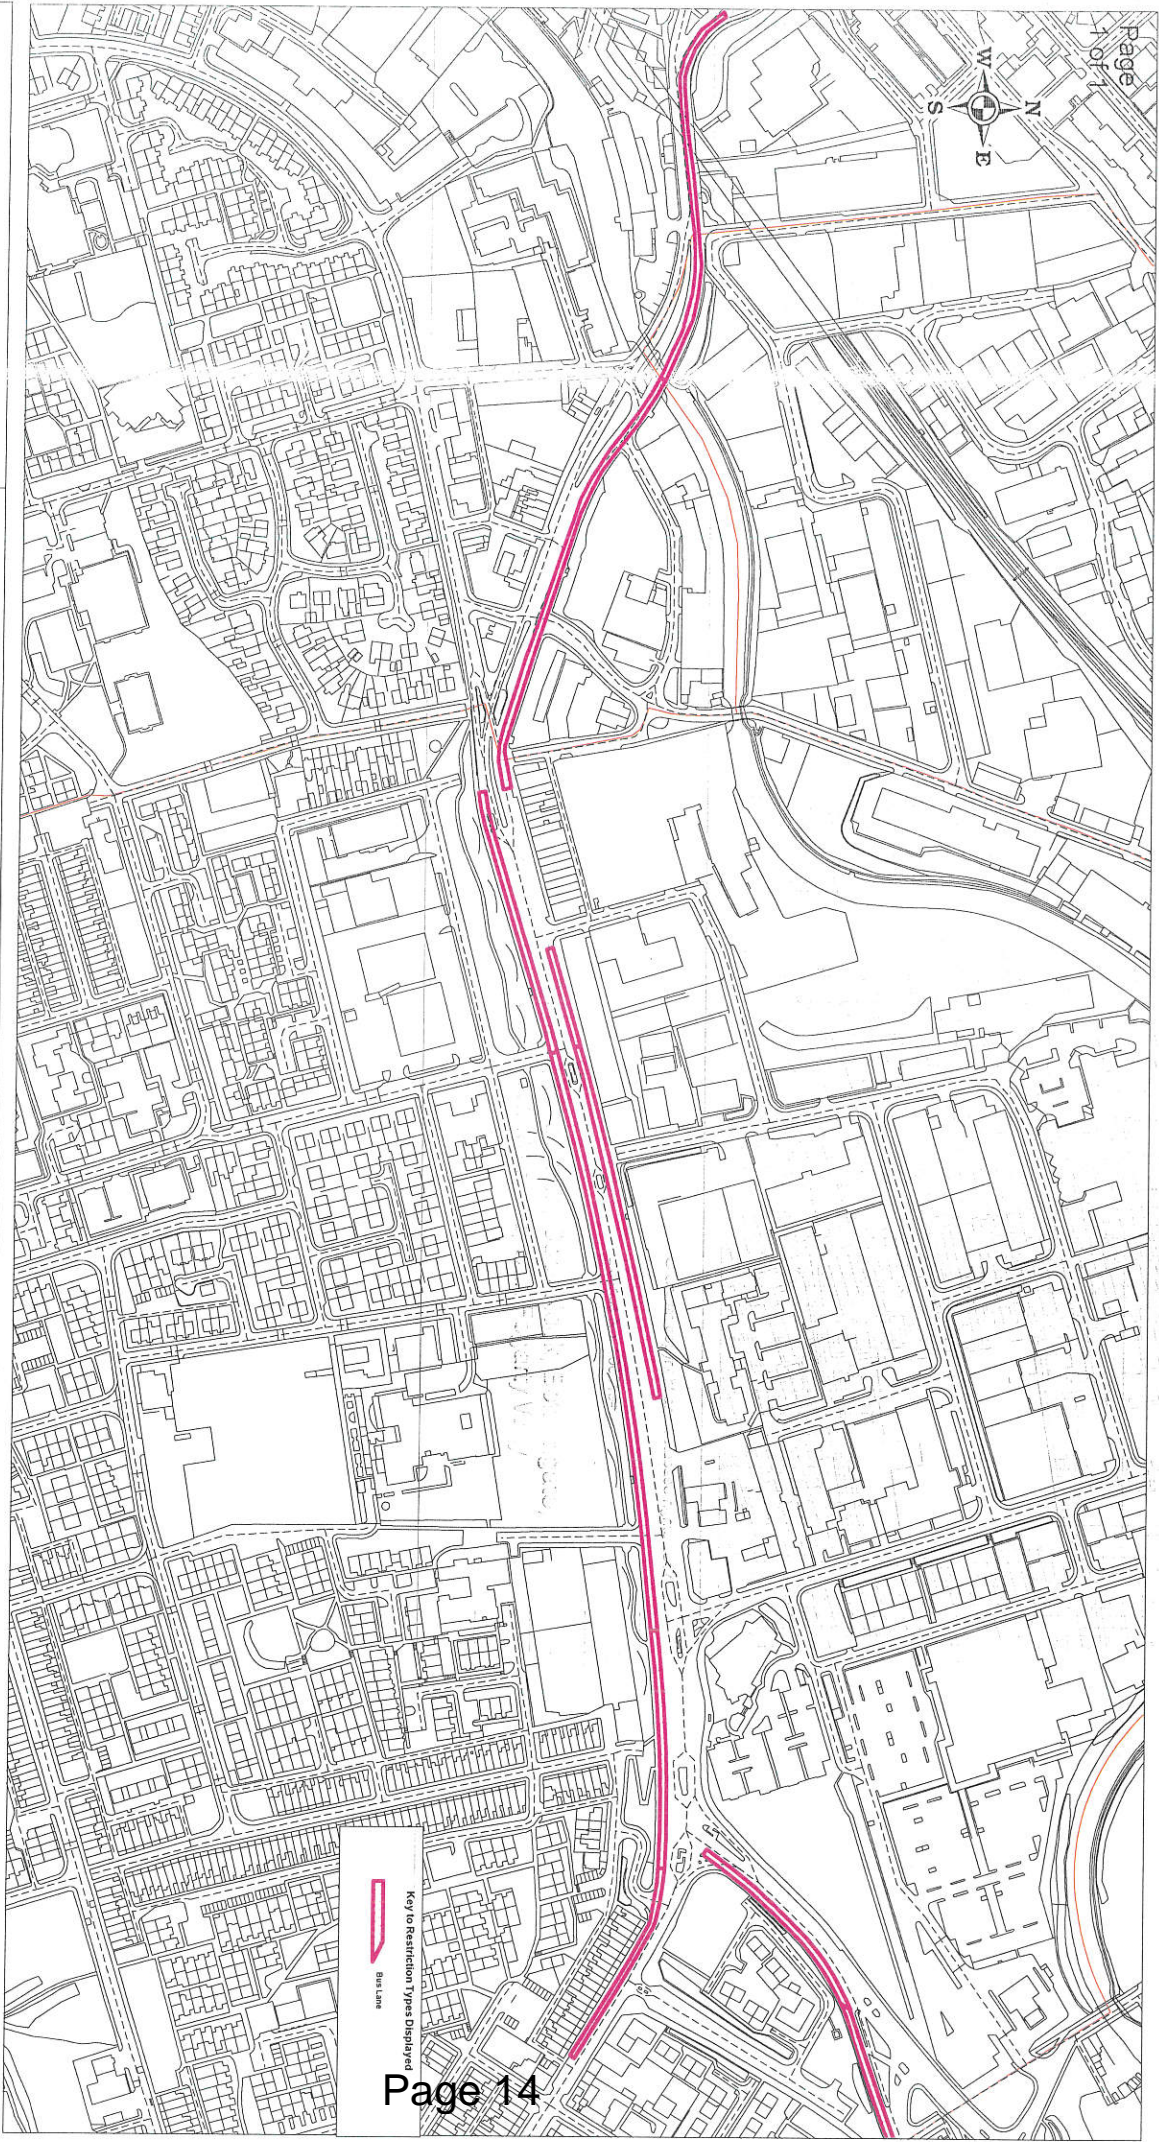 Page
1 of 1
N
W
E
S
Key to Restriction Types Displayed
Bus Lane
Page 14